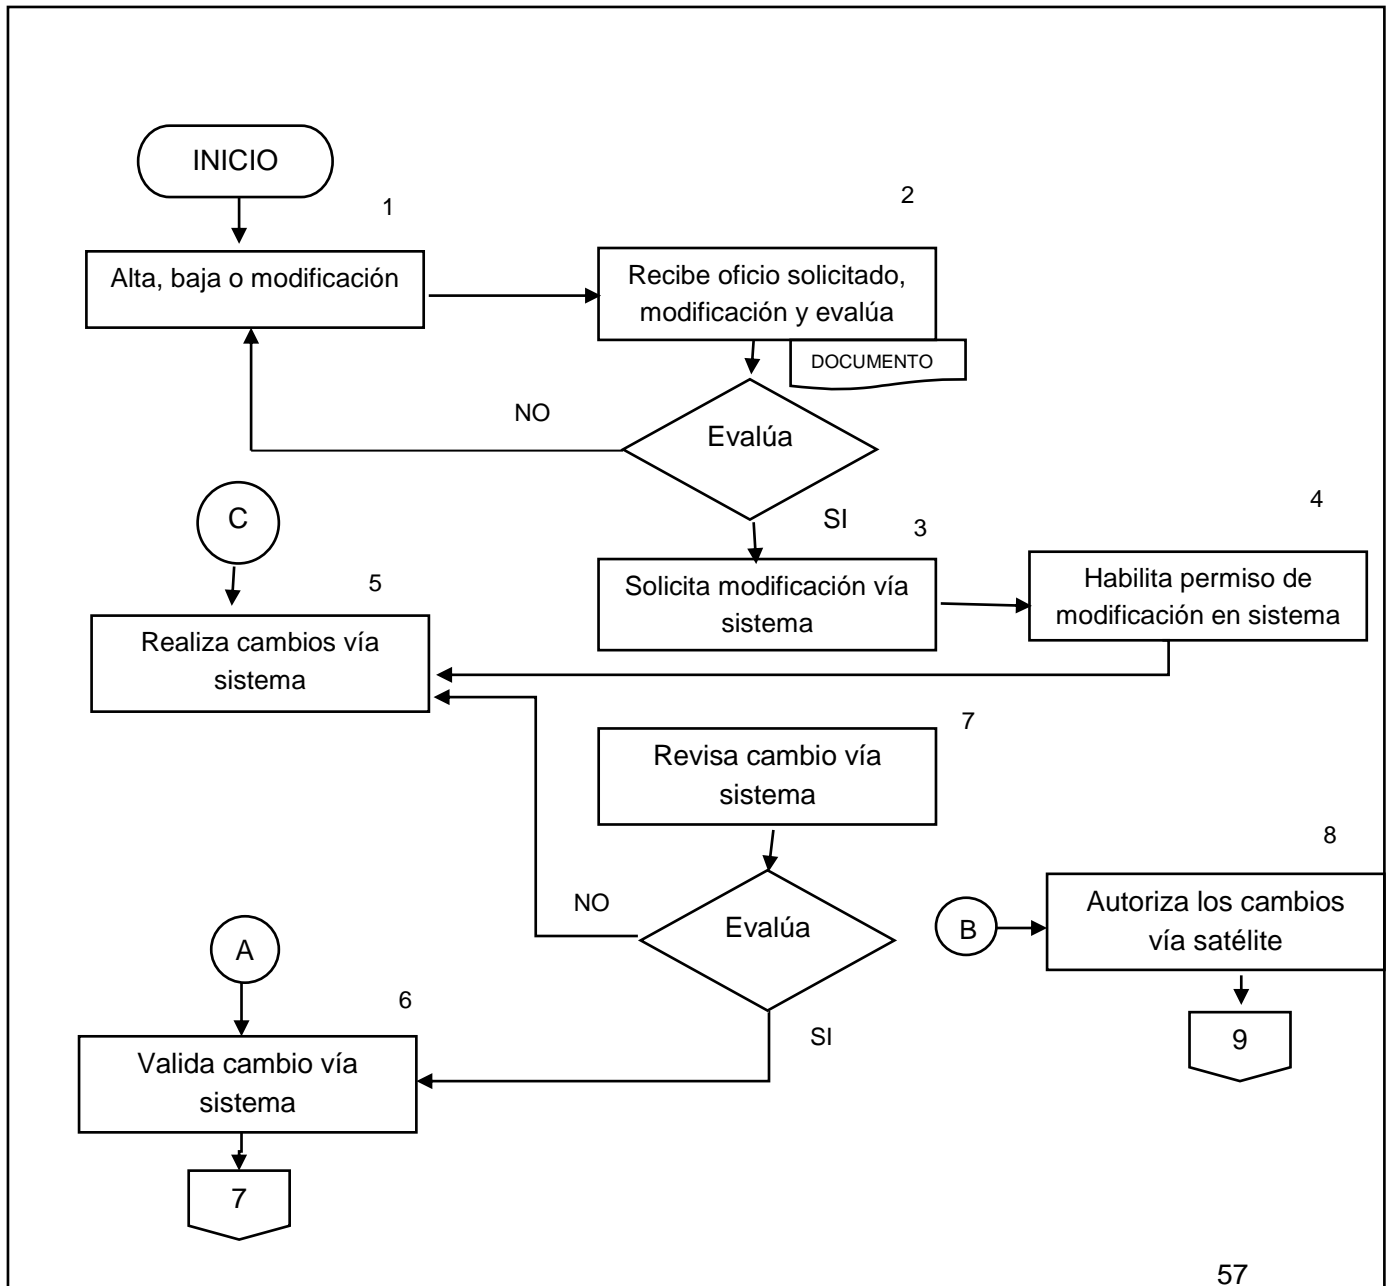 INICIO
1
2
Alta, baja o modificación
Recibe oficio solicitado,
modificación y evalúa
DOCUMENTO
NO
Evalúa
SI
3
4
C
5
Solicita modificación vía
sistema
Habilita permiso de
modificación en sistema
Realiza cambios vía
sistema
7
Revisa cambio vía
sistema
8
NO
Evalúa
SI
B
Autoriza los cambios
vía satélite
9
A
6
Valida cambio vía
sistema
7
57